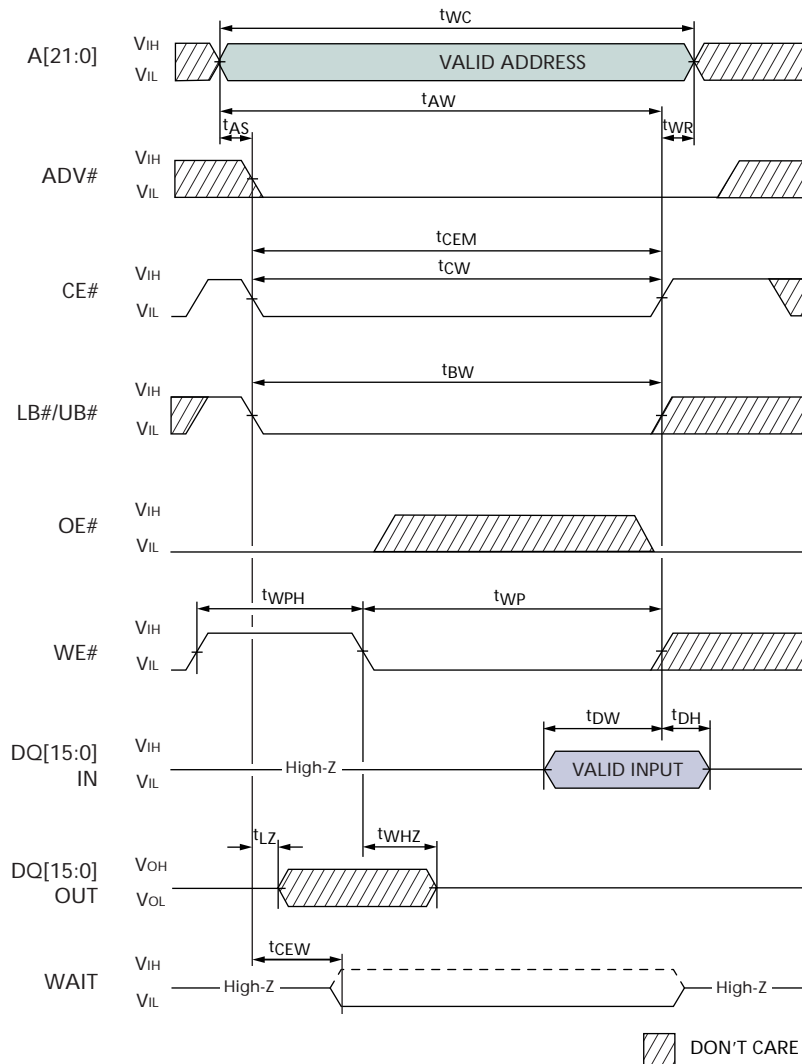 tWC
A[21:0] VIH VIL VALID ADDRESS
tAW
tAS tWR
ADV# VIH VIL
tCEM
CE# VIH VIL tCW
tBW
LB#/UB# VIH VIL
OE# VIH VIL
tWPH tWP
WE# VIH VIL
tDW tDH
DQ[15:0] IN VIH VIL High-Z VALID INPUT
tLZ tWHZ
DQ[15:0] OUT VOH VOL
tCEW
WAIT VIH VIL High-Z High-Z
DON'T CARE